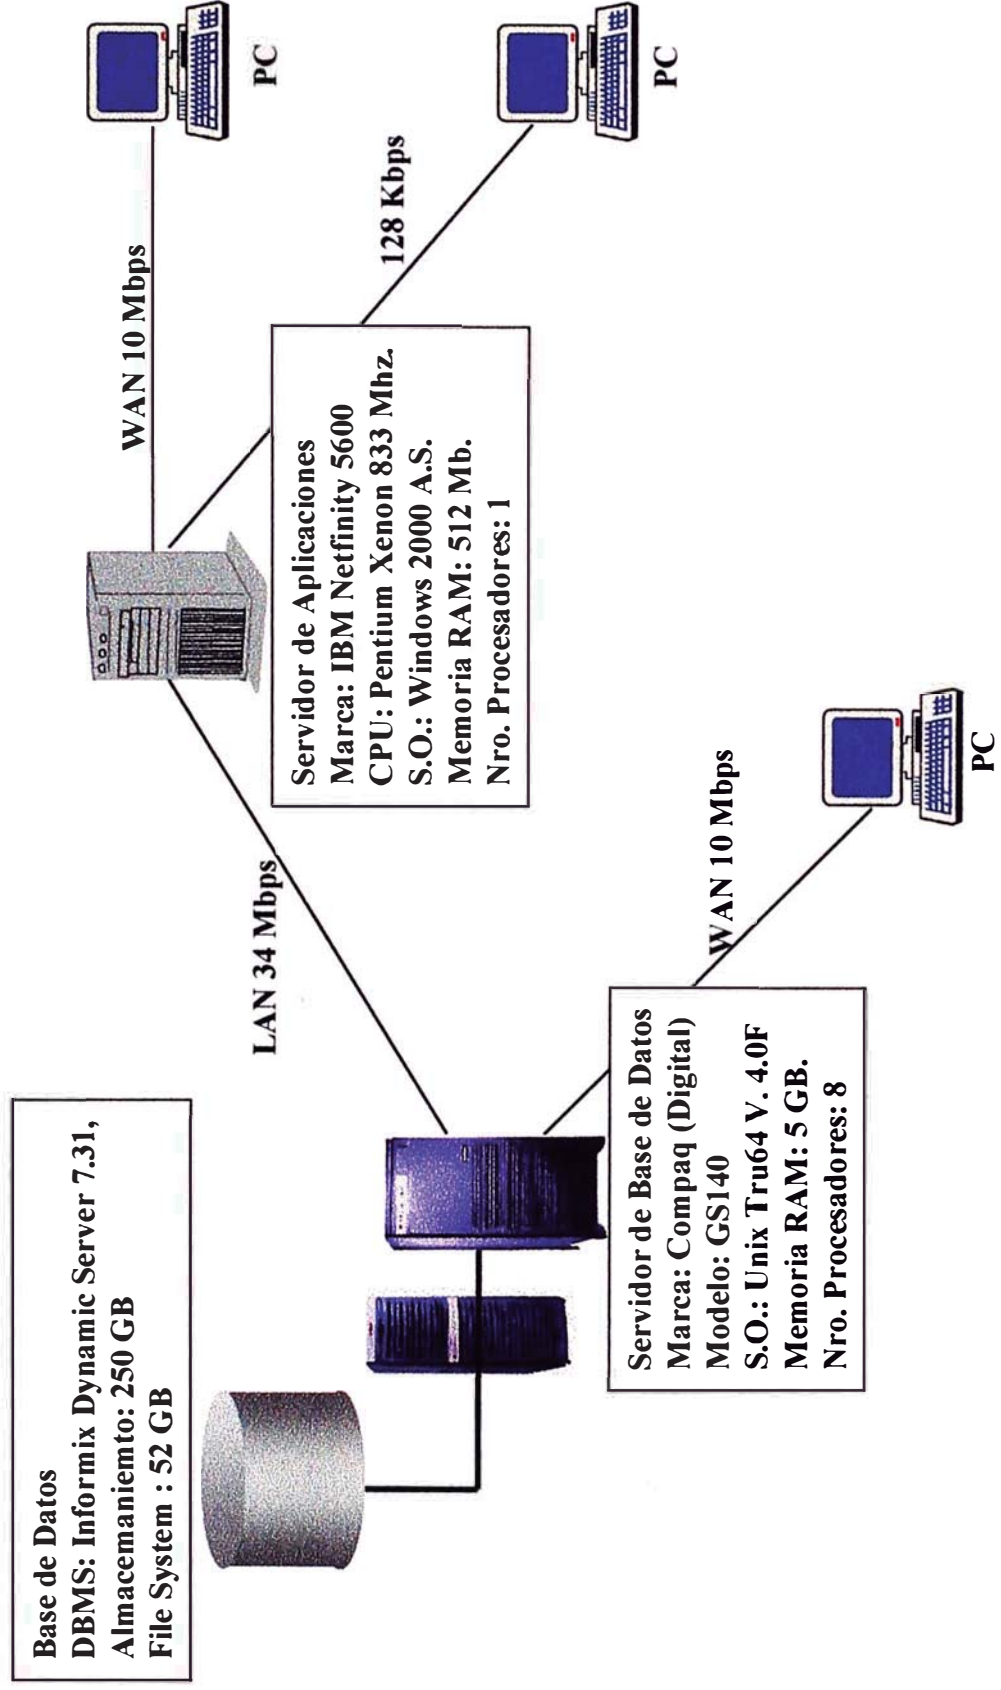 Base de Datos
DBMS: Informix Dynamic Server 7.31,
Almacemaniemto: 250 GB
File System : 52 GB
LAN 34 Mbps
WAN 10 Mbps
PC
128 Kbps
PC
Servidor de Aplicaciones
Marca: IBM Netfinity 5600
CPU: Pentium Xenon 833 Mhz.
S.O.: Windows 2000 A.S.
Memoria RAM: 512 Mb.
Nro. Procesadores: 1
WAN 10 Mbps
PC
Servidor de Base de Datos
Marca: Compaq (Digital)
Modelo: GS140
S.O.: Unix Tru64 V. 4.0F
Memoria RAM: 5 GB.
Nro. Procesadores: 8